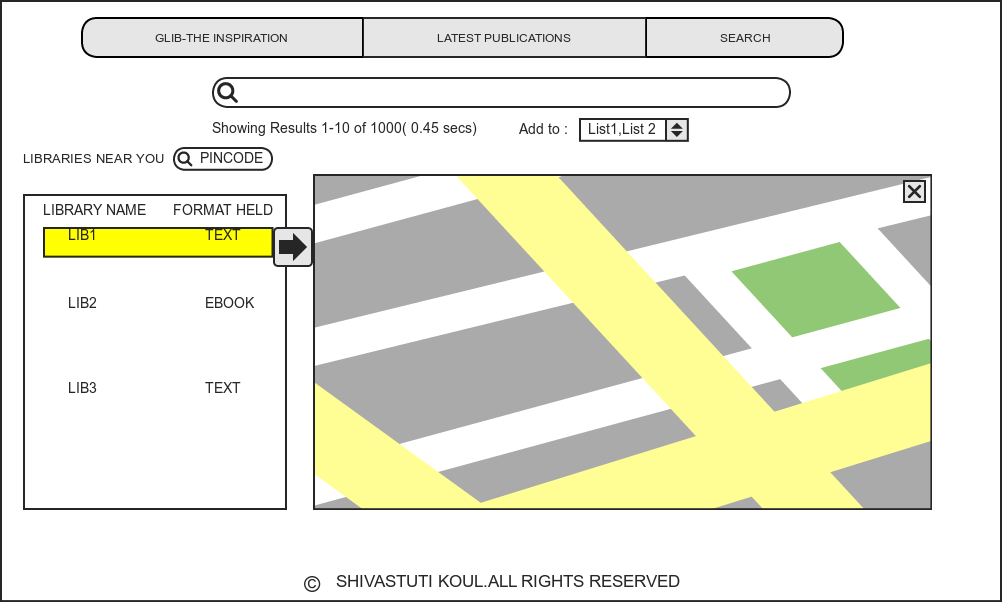 GLIB-THE INSPIRATION LATEST PUBLICATIONS SEARCH
Showing Results 1-10 of 1000( 0.45 secs) Add to : List1,List 2
LIBRARIES NEAR YOU PINCODE
LIBRARY NAME FORMAT HELD
LIB1 TEXT
LIB2 EBOOK
LIB3 TEXT
© SHIVASTUTI KOUL.ALL RIGHTS RESERVED